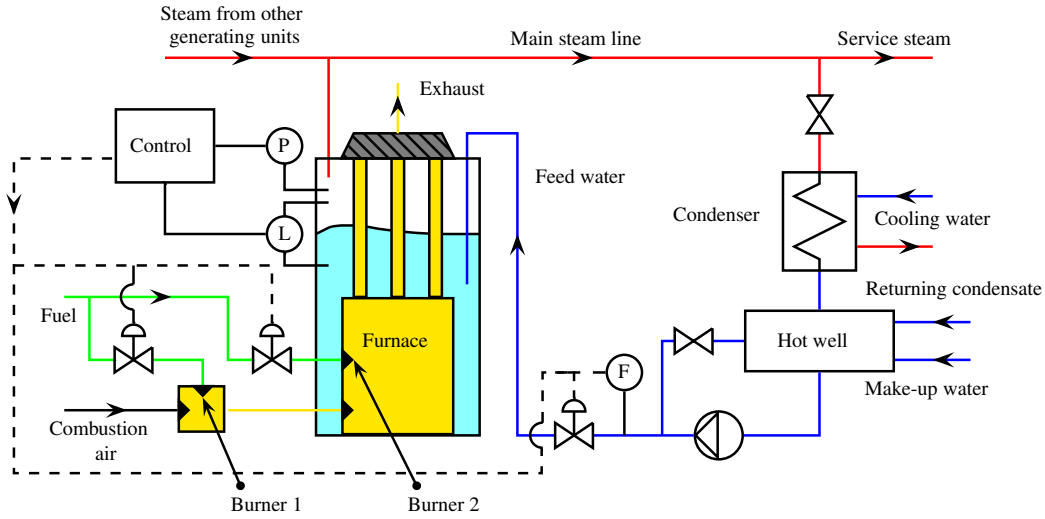 Steam from other
generating units
Main steam line
Service steam
Exhaust
Control
P
Feed water
L
Condenser
Cooling water
Returning condensate
Fuel
Furnace
Hot well
F
Make-up water
Combustion
air
Burner 1
Burner 2